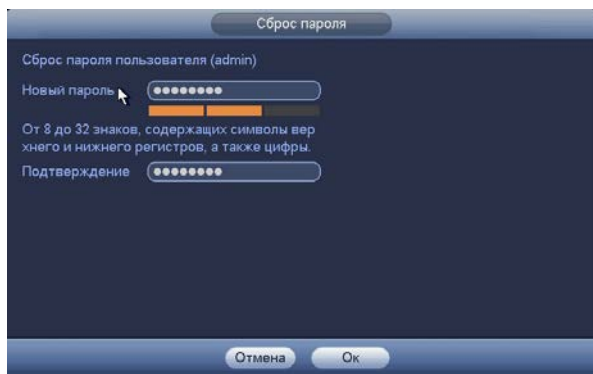 Сброс пароля
Сброс пароля пользователя (admin)
Новый пароль ●●●●●●●●
От 8 до 32 знаков, содержащих символы вер
хнего и нижнего регистров, а также цифры.
Подтверждение ●●●●●●●●
Отмена Ок